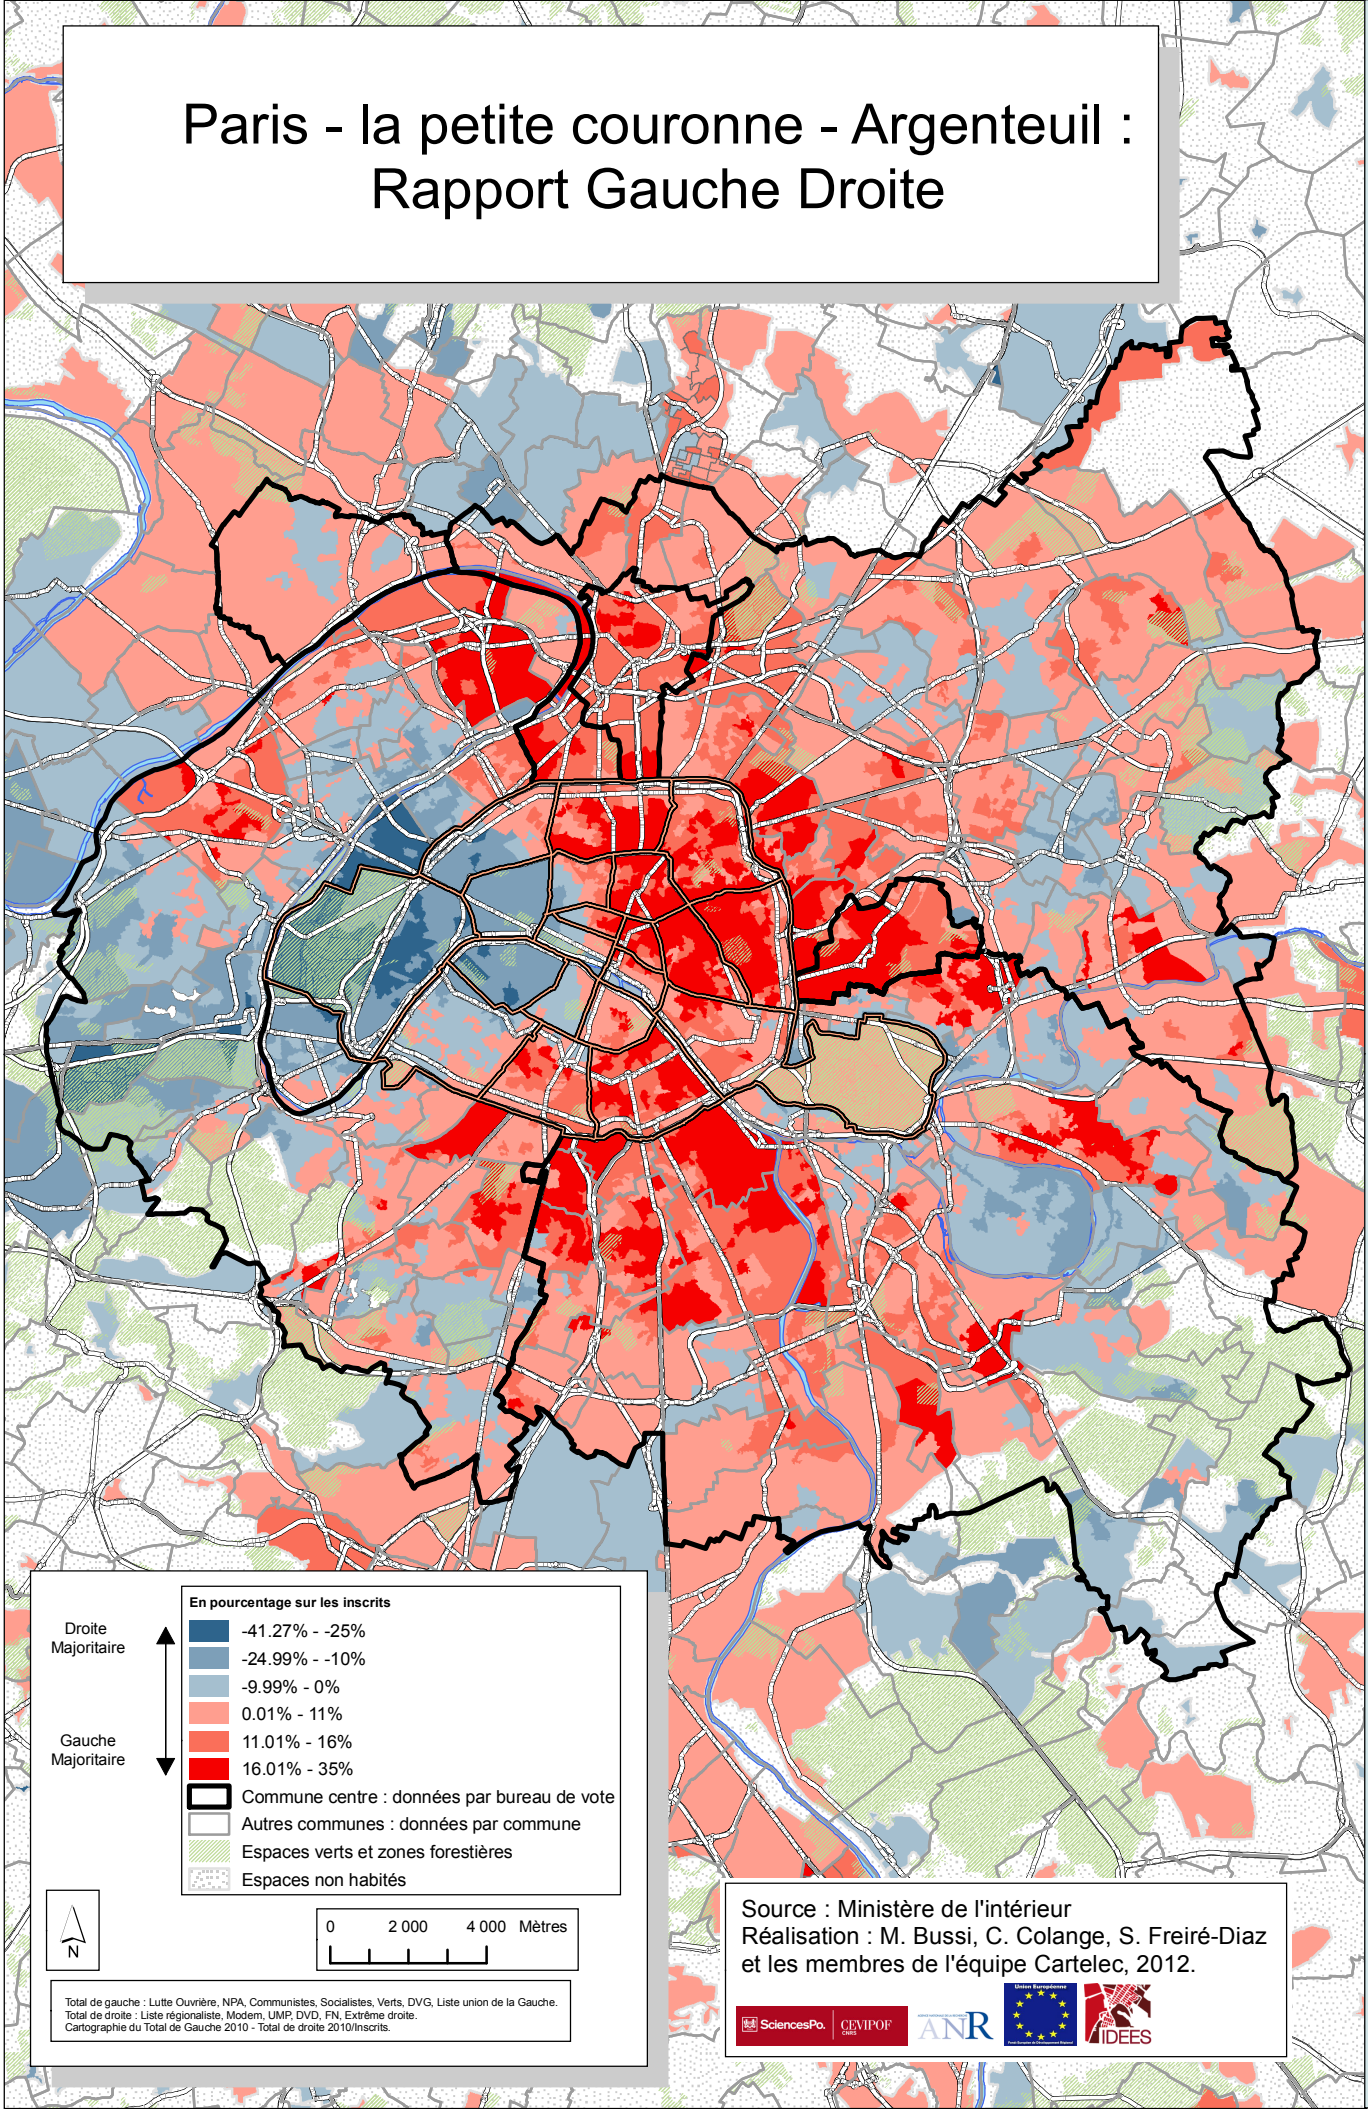 Paris - la petite couronne - Argenteuil :
Rapport Gauche Droite
En pourcentage sur les inscrits
Droite
Majoritaire
Gauche
Majoritaire
-41.27% - -25%
-24.99% - -10%
-9.99% - 0%
0.01% - 11%
11.01% - 16%
16.01% - 35%
Commune centre : données par bureau de vote
Autres communes : données par commune
Espaces verts et zones forestières
Espaces non habités
N
0 2 000 4 000 Mètres
Total de gauche : Lutte Ouvrière, NPA, Communistes, Socialistes, Verts, DVG, Liste union de la Gauche.
Total de droite : Liste régionaliste, Modem, UMP, DVD, FN, Extrême droite.
Cartographie du Total de Gauche 2010 - Total de droite 2010/Inscrits.
Source : Ministère de l'intérieur
Réalisation : M. Bussi, C. Colange, S. Freiré-Diaz
et les membres de l'équipe Cartelec, 2012.
SciencesPo.
CEVIPOF
CNRS
ANR
Union Européenne
IDEES